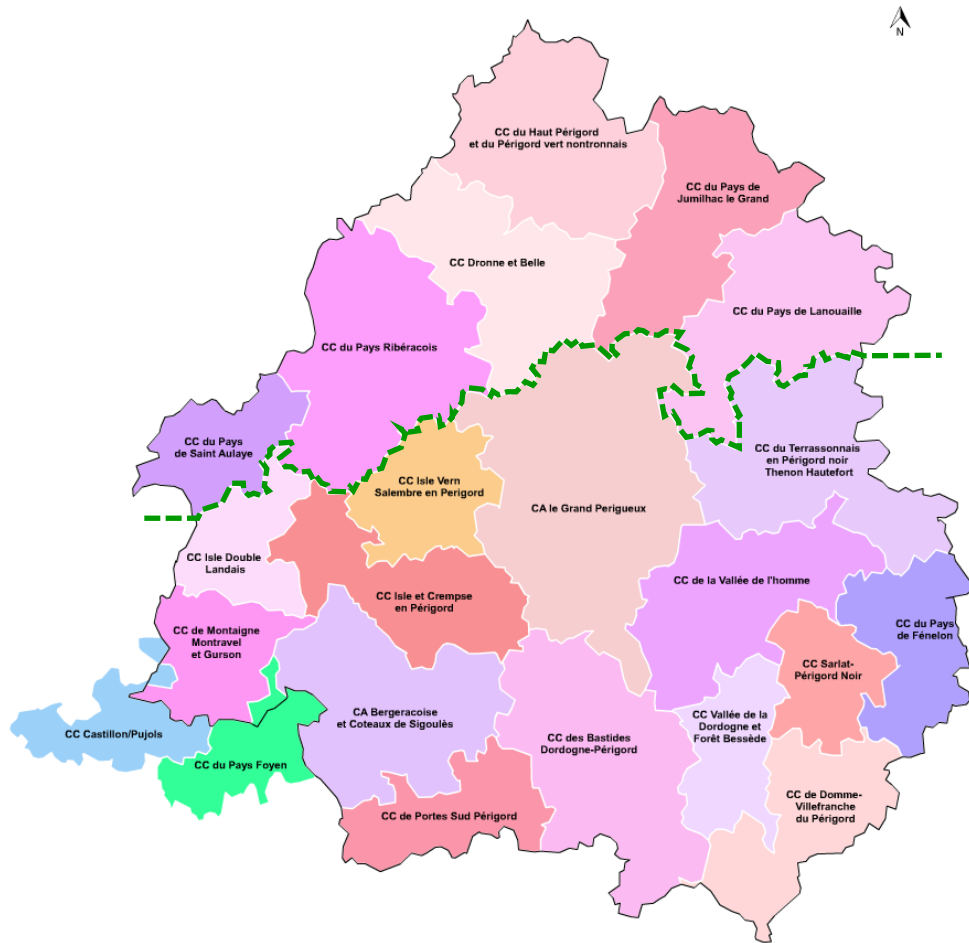 N
CC du Haut Périgord
et du Périgord vert nontronnais
CC du Pays de
Jumilhac le Grand
CC Dronne et Belle
CC du Pays de Lanouaille
CC du Pays Ribéracois
CC du Pays
de Saint Aulaye
CC du Terrassonnais
en Périgord noir
Thenon Hautefort
CC Isle Vern
Salembre en Perigord
CA le Grand Perigueux
CC Isle Double
Landais
CC de la Vallée de l'homme
CC Isle et Crempse
en Périgord
CC du Pays
de Fénelon
CC de Montaigne
Montravel
et Gurson
CC Sarlat-
Périgord Noir
CA Bergeracoise
et Coteaux de Sigoulès
CC Vallée de la
Dordogne et
Forêt Bessède
CC Castillon/Pujols
CC des Bastides
Dordogne-Périgord
CC du Pays Foyen
CC de Domme-
Villefranche
du Périgord
CC de Portes Sud Périgord